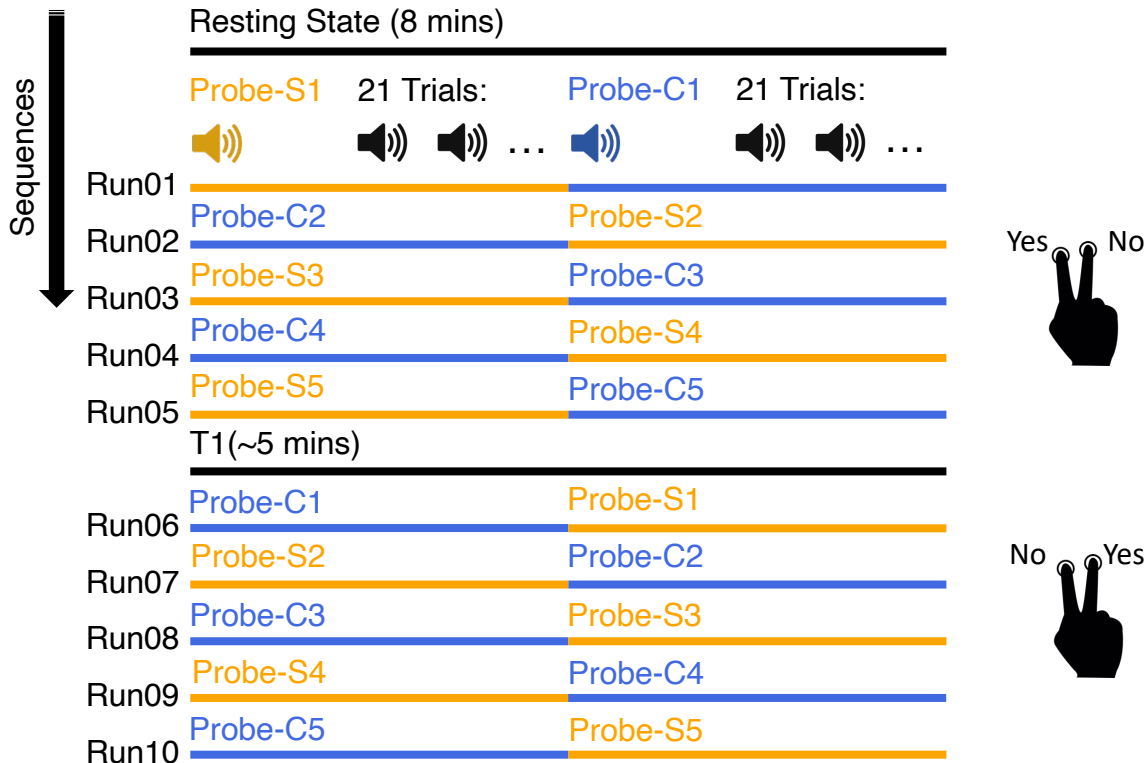 Sequences
Resting State (8 mins)
Probe-S1 21 Trials: Probe-C1 21 Trials:
... ...
Run01
Probe-C2 Probe-S2
Run02
Yes No
Probe-S3 Probe-C3
Run03
Probe-C4 Probe-S4
Run04
Probe-S5 Probe-C5
Run05
T1(~5 mins)
Probe-C1 Probe-S1
Run06
Probe-S2 Probe-C2
No Yes
Run07
Probe-C3 Probe-S3
Run08
Probe-S4 Probe-C4
Run09
Probe-C5 Probe-S5
Run10